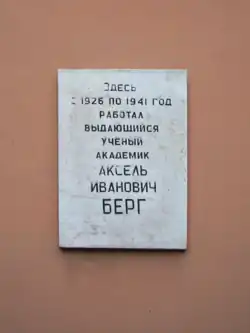 ЗДЕСЬ
С 1926 ПО 1941 ГОД
РАБОТАЛ
ВЫДАЮЩИЙСЯ
УЧЕНЫЙ
АКАДЕМИК
АКСЕЛЬ
ИВАНОВИЧ
БЕРГ